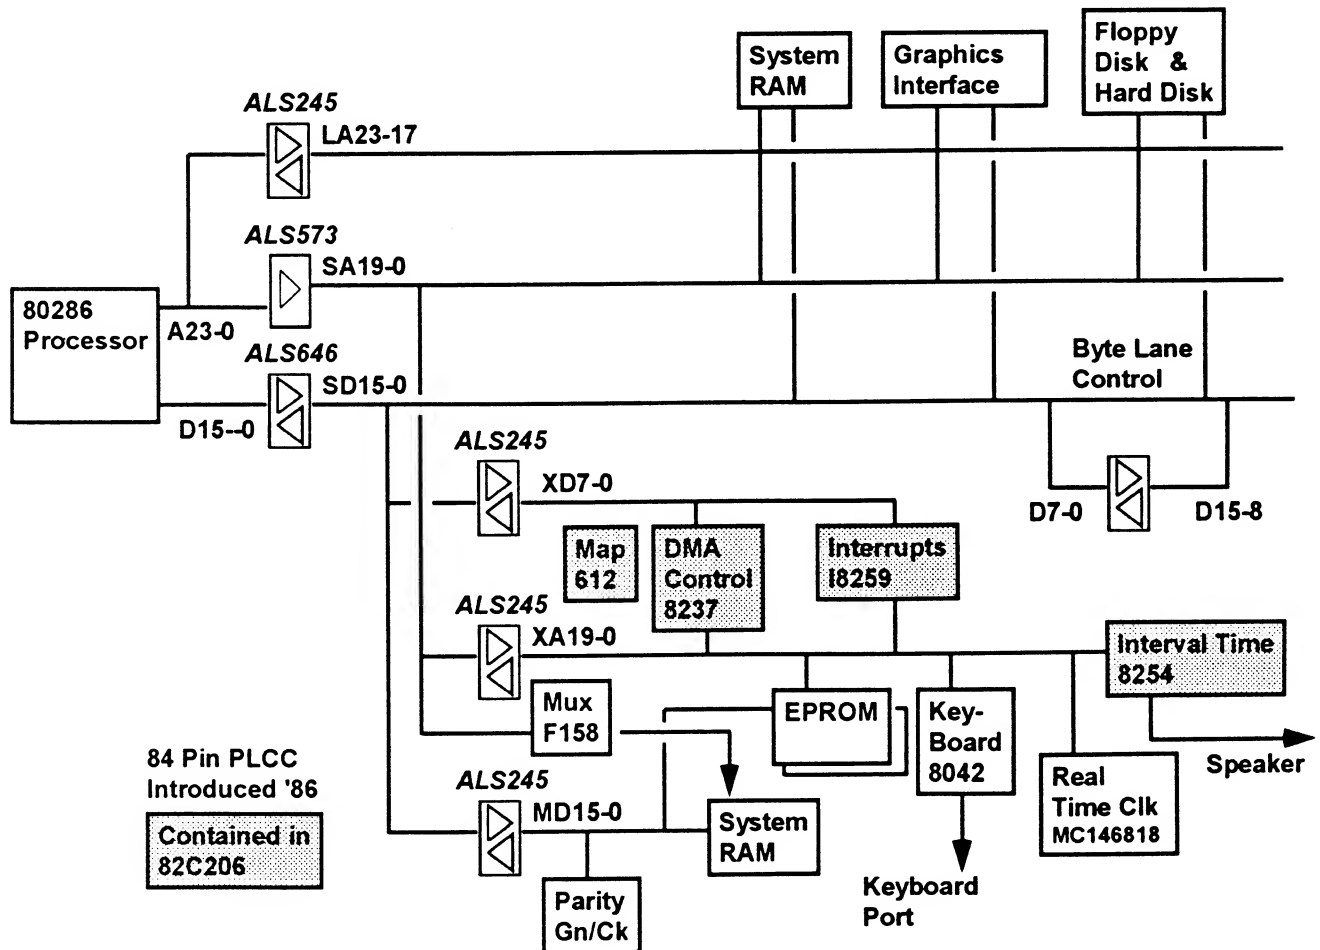 System
RAM
Graphics
Interface
Floppy
Disk &
Hard Disk
ALS245
LA23-17
ALS573
SA19-0
80286
Processor
A23-0
ALS646
SD15-0
D15--0
Byte Lane
Control
ALS245
XD7-0
D7-0
D15-8
Map
612
DMA
Control
8237
Interrupts
I8259
ALS245
XA19-0
Interval Time
8254
Mux
F158
EPROM
Key-
Board
8042
Speaker
84 Pin PLCC
Introduced '86
Real
Time Clk
MC146818
ALS245
MD15-0
System
RAM
Contained in
82C206
Keyboard
Port
Parity
Gn/Ck